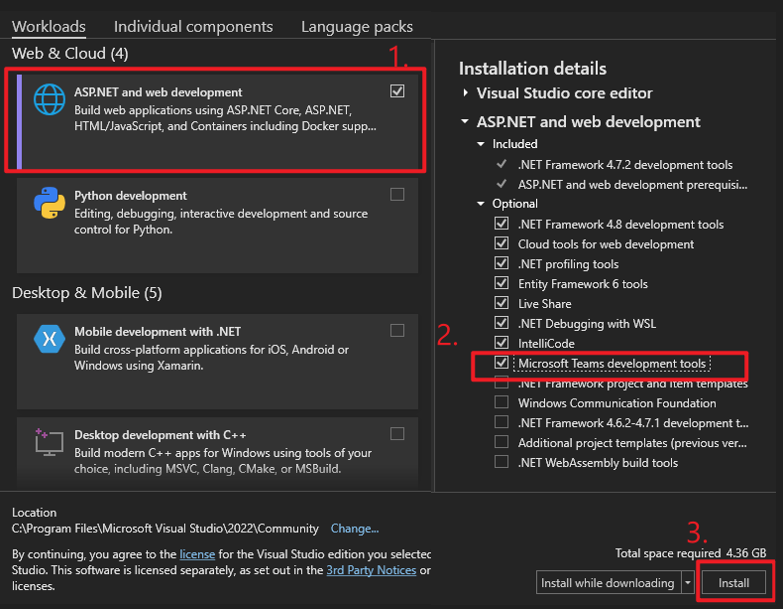 Workloads Individual components Language packs
Web & Cloud (4)
1.
ASP.NET and web development
Build web applications using ASP.NET Core, ASP.NET,
HTML/JavaScript, and Containers including Docker supp...
Python development
Editing, debugging, interactive development and source
control for Python.
Desktop & Mobile (5)
Mobile development with .NET
Build cross-platform applications for iOS, Android or
Windows using Xamarin.
Desktop development with C++
Build modern C++ apps for Windows using tools of your
choice, including MSVC, Clang, CMake, or MSBuild.
Installation details
Visual Studio core editor
ASP.NET and web development
Included
.NET Framework 4.7.2 development tools
ASP.NET and web development prerequisi...
Optional
.NET Framework 4.8 development tools
Cloud tools for web development
.NET profiling tools
Entity Framework 6 tools
Live Share
.NET Debugging with WSL
IntelliCode
2.
Microsoft Teams development tools
.NET Framework project and item templates
Windows Communication Foundation
.NET Framework 4.6.2-4.7.1 development t...
Additional project templates (previous ver...
.NET WebAssembly build tools
Location
C:\Program Files\Microsoft Visual Studio\2022\Community Change...
By continuing, you agree to the license for the Visual Studio edition you selected
Studio. This software is licensed separately, as set out in the 3rd Party Notices or
licenses.
3.
Total space required 4.36 GB
Install while downloading
Install